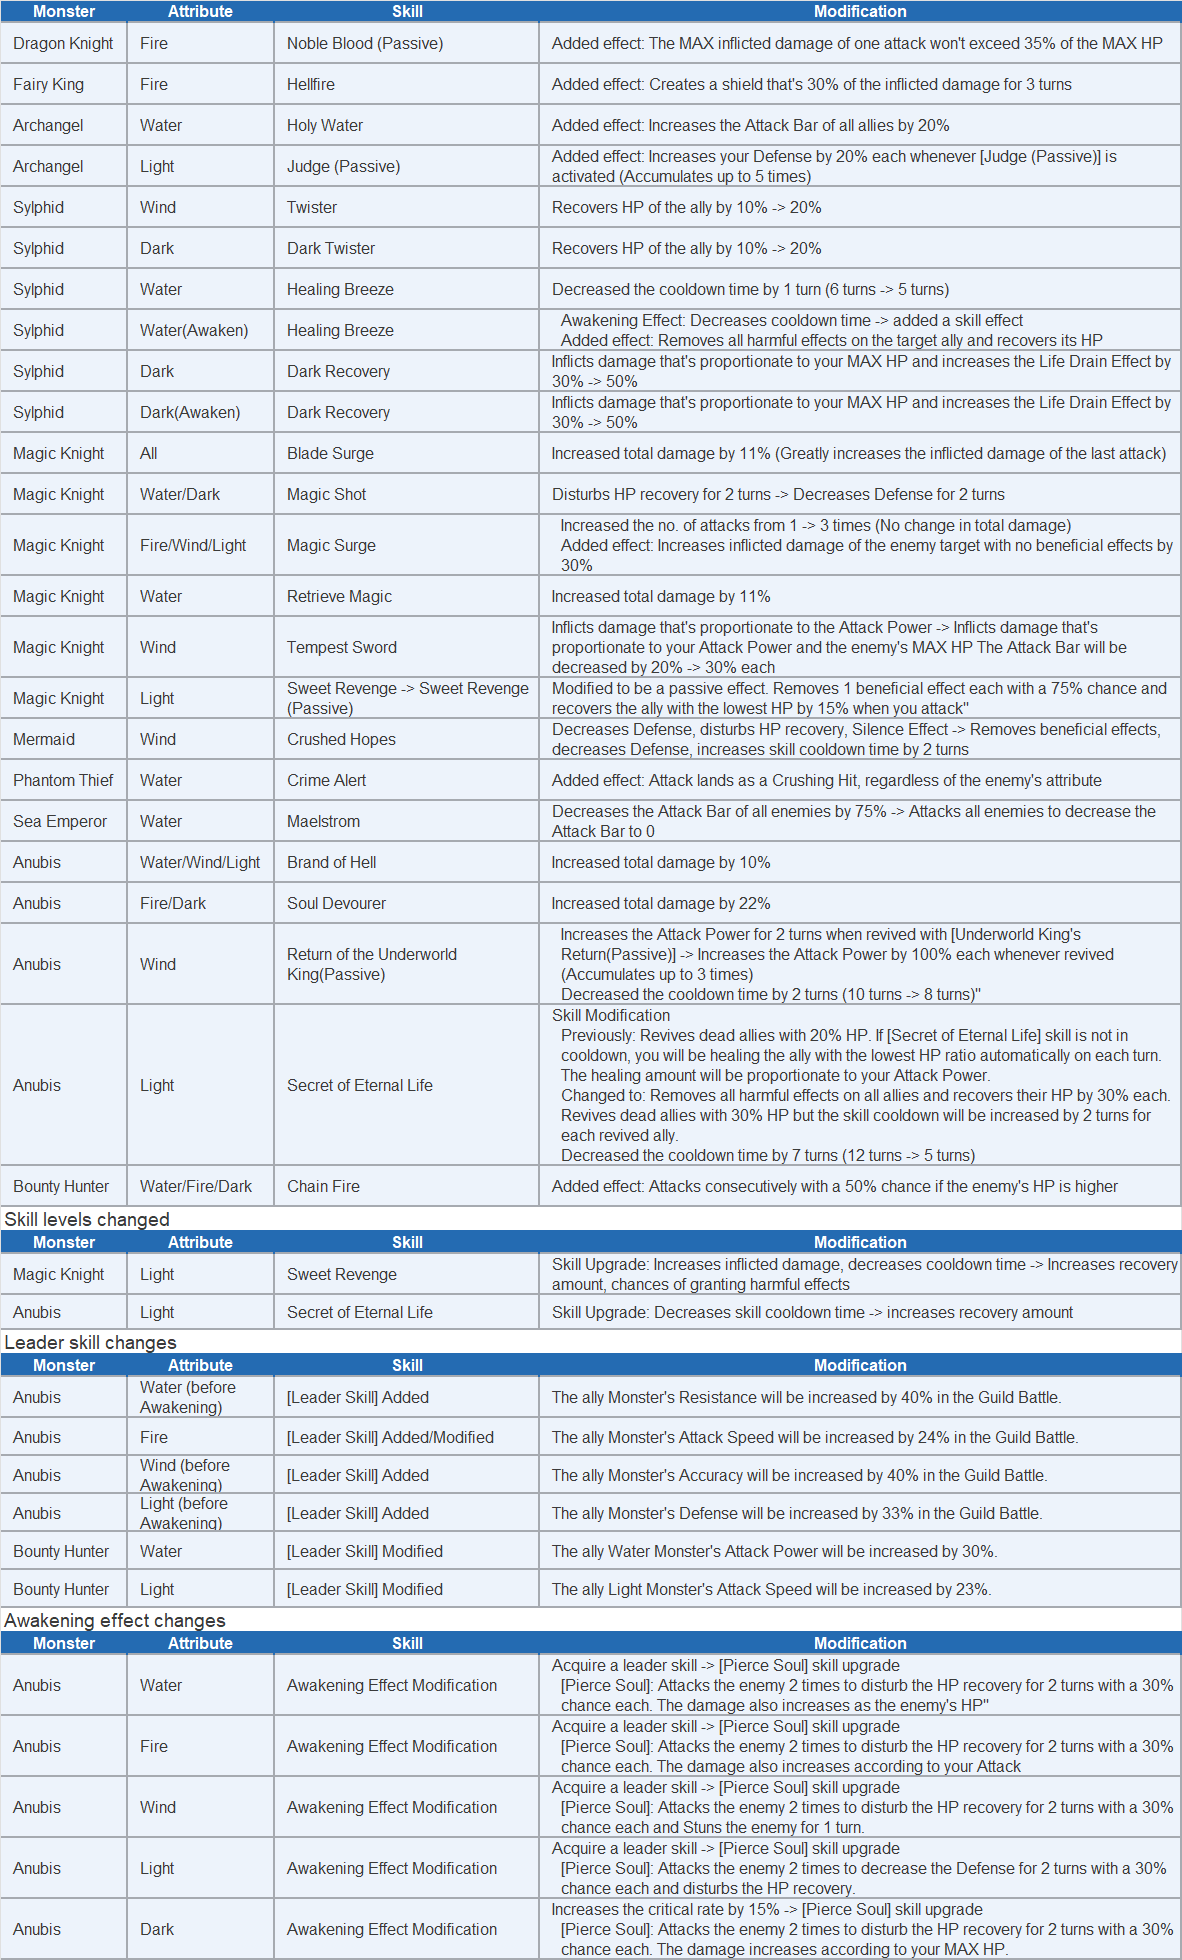 Monster Attribute Skill Modification
Dragon Knight Fire Noble Blood (Passive) Added effect: The MAX inflicted damage of one attack won't exceed 35% of the MAX HP
Fairy King Fire Hellfire Added effect: Creates a shield that's 30% of the inflicted damage for 3 turns
Archangel Water Holy Water Added effect: Increases the Attack Bar of all allies by 20%
Archangel Light Judge (Passive) Added effect: Increases your Defense by 20% each whenever [Judge (Passive)] is
activated (Accumulates up to 5 times)
Sylphid Wind Twister Recovers HP of the ally by 10% -> 20%
Sylphid Dark Dark Twister Recovers HP of the ally by 10% -> 20%
Sylphid Water Healing Breeze Decreased the cooldown time by 1 turn (6 turns -> 5 turns)
Sylphid Water(Awaken) Healing Breeze Awakening Effect: Decreases cooldown time -> added a skill effect
Added effect: Removes all harmful effects on the target ally and recovers its HP
Sylphid Dark Dark Recovery Inflicts damage that's proportionate to your MAX HP and increases the Life Drain Effect by
30% -> 50%
Sylphid Dark(Awaken) Dark Recovery Inflicts damage that's proportionate to your MAX HP and increases the Life Drain Effect by
30% -> 50%
Magic Knight All Blade Surge Increased total damage by 11% (Greatly increases the inflicted damage of the last attack)
Magic Knight Water/Dark Magic Shot Disturbs HP recovery for 2 turns -> Decreases Defense for 2 turns
Magic Knight Fire/Wind/Light Magic Surge Increased the no. of attacks from 1 -> 3 times (No change in total damage)
Added effect: Increases inflicted damage of the enemy target with no beneficial effects by
30%
Magic Knight Water Retrieve Magic Increased total damage by 11%
Magic Knight Wind Tempest Sword Inflicts damage that's proportionate to the Attack Power -> Inflicts damage that's
proportionate to your Attack Power and the enemy's MAX HP The Attack Bar will be
decreased by 20% -> 30% each
Magic Knight Light Sweet Revenge -> Sweet Revenge
(Passive) Modified to be a passive effect. Removes 1 beneficial effect each with a 75% chance and
recovers the ally with the lowest HP by 15% when you attack"
Mermaid Wind Crushed Hopes Decreases Defense, disturbs HP recovery, Silence Effect -> Removes beneficial effects,
decreases Defense, increases skill cooldown time by 2 turns
Phantom Thief Water Crime Alert Added effect: Attack lands as a Crushing Hit, regardless of the enemy's attribute
Sea Emperor Water Maelstrom Decreases the Attack Bar of all enemies by 75% -> Attacks all enemies to decrease the
Attack Bar to 0
Anubis Water/Wind/Light Brand of Hell Increased total damage by 10%
Anubis Fire/Dark Soul Devourer Increased total damage by 22%
Anubis Wind Return of the Underworld
King(Passive) Increases the Attack Power for 2 turns when revived with [Underworld King's
Return(Passive)] -> Increases the Attack Power by 100% each whenever revived
(Accumulates up to 3 times)
Decreased the cooldown time by 2 turns (10 turns -> 8 turns)"
Anubis Light Secret of Eternal Life Skill Modification
Previously: Revives dead allies with 20% HP. If [Secret of Eternal Life] skill is not in
cooldown, you will be healing the ally with the lowest HP ratio automatically on each turn.
The healing amount will be proportionate to your Attack Power.
Changed to: Removes all harmful effects on all allies and recovers their HP by 30% each.
Revives dead allies with 30% HP but the skill cooldown will be increased by 2 turns for
each revived ally.
Decreased the cooldown time by 7 turns (12 turns -> 5 turns)
Bounty Hunter Water/Fire/Dark Chain Fire Added effect: Attacks consecutively with a 50% chance if the enemy's HP is higher
Skill levels changed
Monster Attribute Skill Modification
Magic Knight Light Sweet Revenge Skill Upgrade: Increases inflicted damage, decreases cooldown time -> Increases recovery
amount, chances of granting harmful effects
Anubis Light Secret of Eternal Life Skill Upgrade: Decreases skill cooldown time -> increases recovery amount
Leader skill changes
Monster Attribute Skill Modification
Anubis Water (before
Awakening) [Leader Skill] Added The ally Monster's Resistance will be increased by 40% in the Guild Battle.
Anubis Fire [Leader Skill] Added/Modified The ally Monster's Attack Speed will be increased by 24% in the Guild Battle.
Anubis Wind (before
Awakening) [Leader Skill] Added The ally Monster's Accuracy will be increased by 40% in the Guild Battle.
Anubis Light (before
Awakening) [Leader Skill] Added The ally Monster's Defense will be increased by 33% in the Guild Battle.
Bounty Hunter Water [Leader Skill] Modified The ally Water Monster's Attack Power will be increased by 30%.
Bounty Hunter Light [Leader Skill] Modified The ally Light Monster's Attack Speed will be increased by 23%.
Awakening effect changes
Monster Attribute Skill Modification
Anubis Water Awakening Effect Modification Acquire a leader skill -> [Pierce Soul] skill upgrade
[Pierce Soul]: Attacks the enemy 2 times to disturb the HP recovery for 2 turns with a 30%
chance each. The damage also increases as the enemy's HP"
Anubis Fire Awakening Effect Modification Acquire a leader skill -> [Pierce Soul] skill upgrade
[Pierce Soul]: Attacks the enemy 2 times to disturb the HP recovery for 2 turns with a 30%
chance each. The damage also increases according to your Attack
Anubis Wind Awakening Effect Modification Acquire a leader skill -> [Pierce Soul] skill upgrade
[Pierce Soul]: Attacks the enemy 2 times to disturb the HP recovery for 2 turns with a 30%
chance each and Stuns the enemy for 1 turn.
Anubis Light Awakening Effect Modification Acquire a leader skill -> [Pierce Soul] skill upgrade
[Pierce Soul]: Attacks the enemy 2 times to decrease the Defense for 2 turns with a 30%
chance each and disturbs the HP recovery.
Anubis Dark Awakening Effect Modification Increases the critical rate by 15% -> [Pierce Soul] skill upgrade
[Pierce Soul]: Attacks the enemy 2 times to disturb the HP recovery for 2 turns with a 30%
chance each. The damage increases according to your MAX HP.